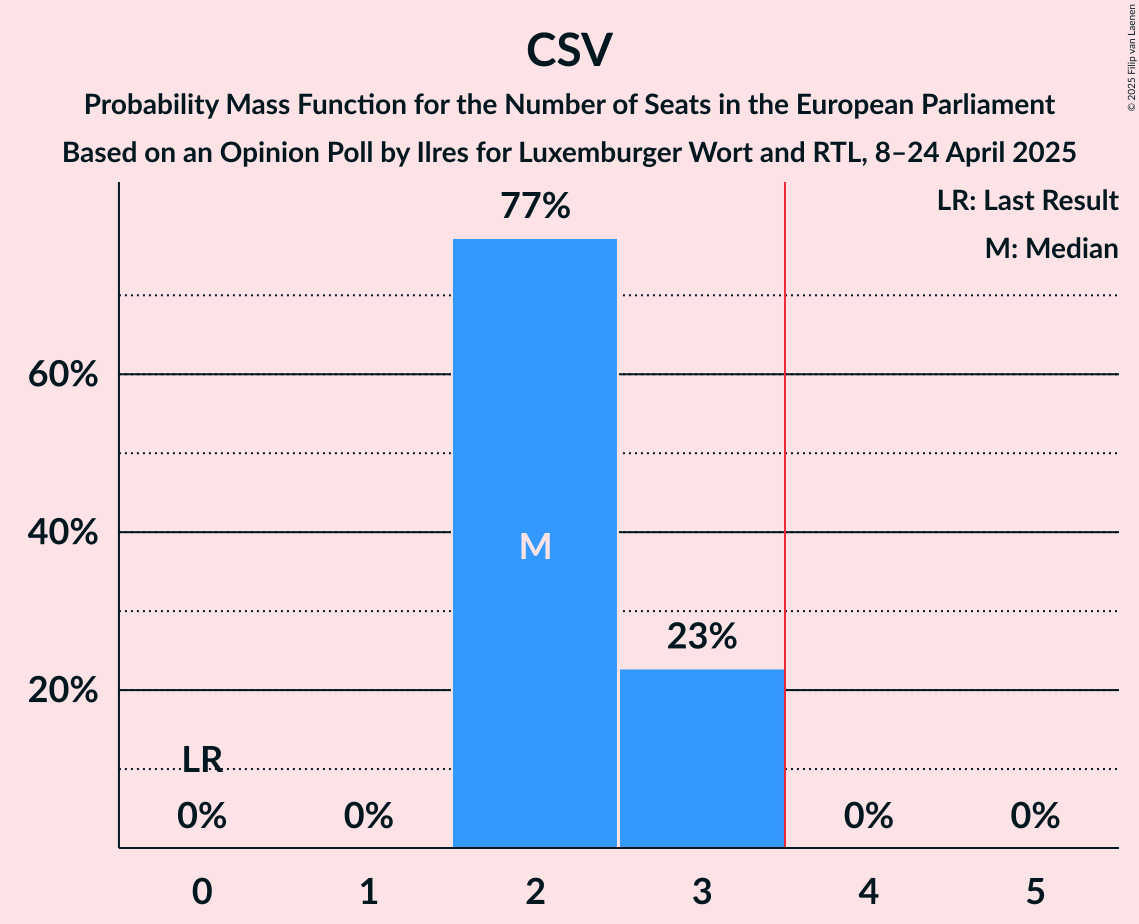 CSV
Probability Mass Function for the Number of Seats in the European Parliament
Based on an Opinion Poll by Ilres for Luxemburger Wort and RTL, 8–24 April 2025
© 2025 Filip van Laenen
LR: Last Result
M: Median
77%
60%
40%
M
23%
20%
LR
0% 0% 0% 0%
0 1 2 3 4 5